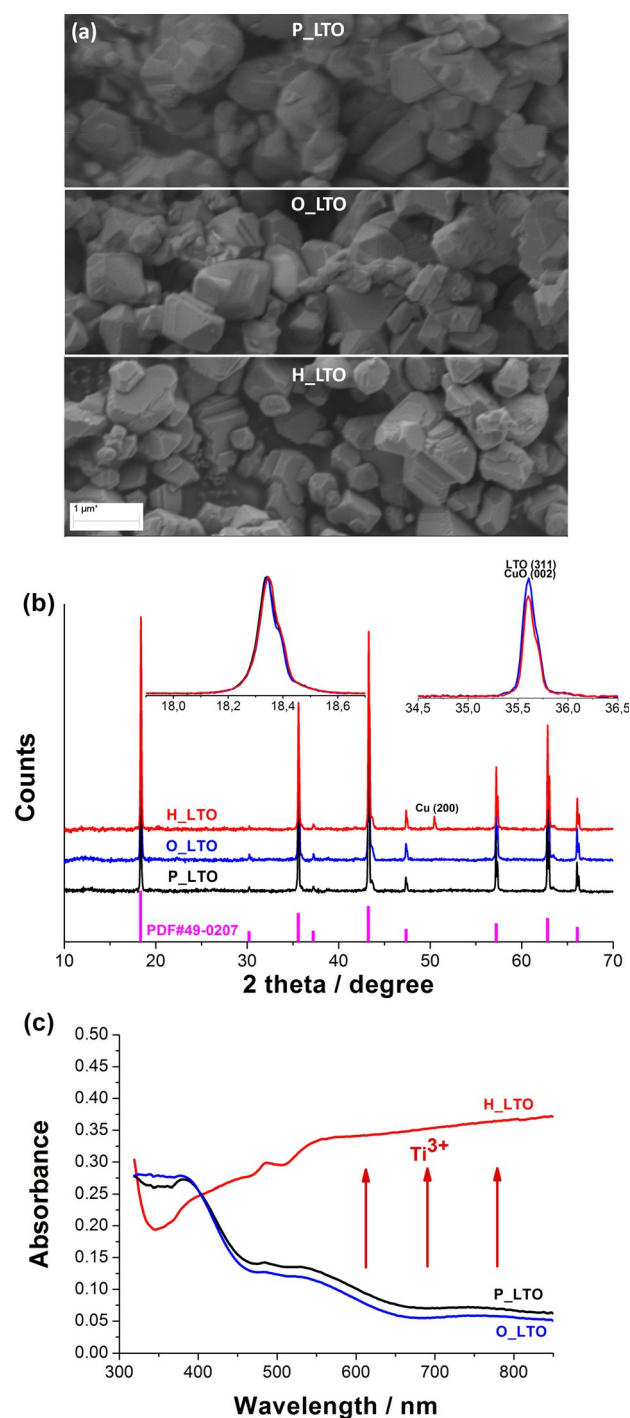 (a)
P_LTO
O_LTO
H_LTO
1 µm*
(b)
LTO (311)
CuO (002)
18,0 18,2 18,4 18,6
34,5 35,0 35,5 36,0 36,5
Counts
H_LTO
Cu (200)
O_LTO
P_LTO
PDF#49-0207
10 20 30 40 50 60 70
2 theta / degree
(c)
0.50
0.45
0.40
0.35
0.30
0.25
0.20
0.15
0.10
0.05
0.00
Absorbance
H_LTO
Ti3+
P_LTO
O_LTO
300 400 500 600 700 800
Wavelength / nm